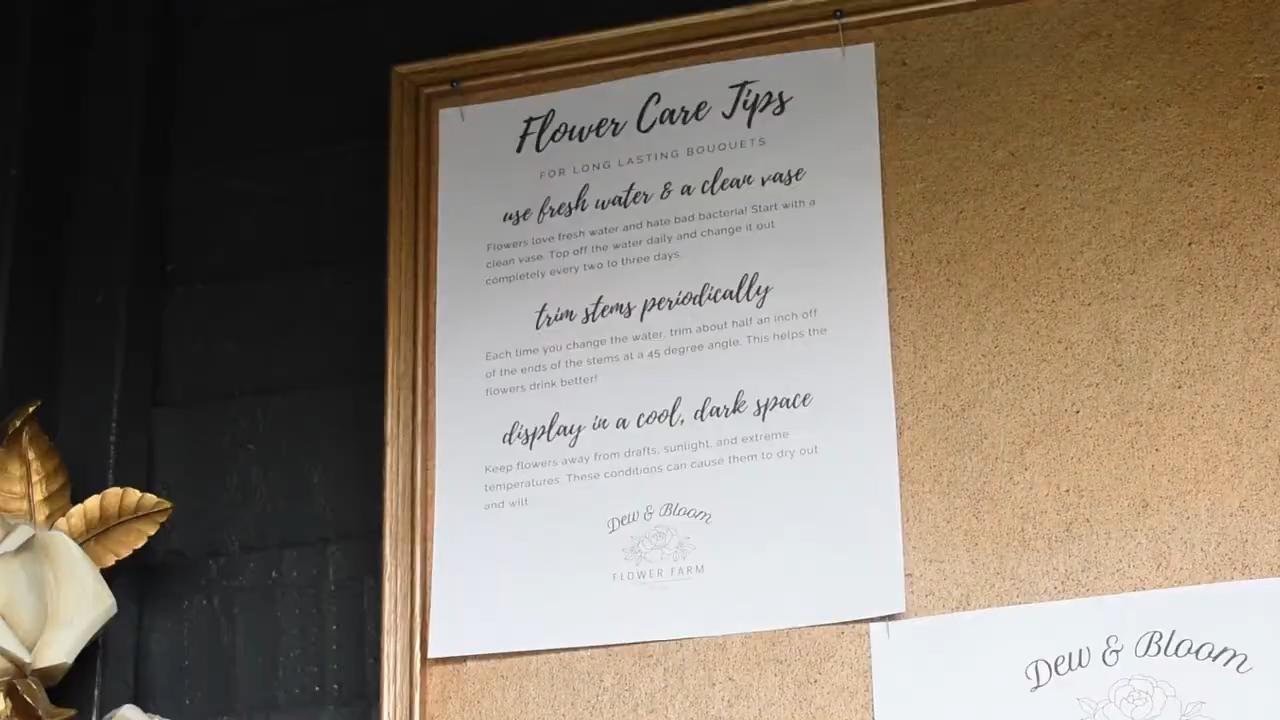 Flower Care Tips
FOR LONG LASTING BOUQUETS
use fresh water & a clean vase
Flowers love fresh water and hate bad bacteria! Start with a
clean vase. Top off the water daily and change it out
completely every two to three days.
trim stems periodically
Each time you change the water, trim about half an inch off
of the ends of the stems at a 45 degree angle. This helps the
flowers drink better!
display in a cool, dark space
Keep flowers away from drafts, sunlight, and extreme
temperatures. These conditions can cause them to dry out
and wilt.
Dew & Bloom
FLOWER FARM
Dew & Bloom